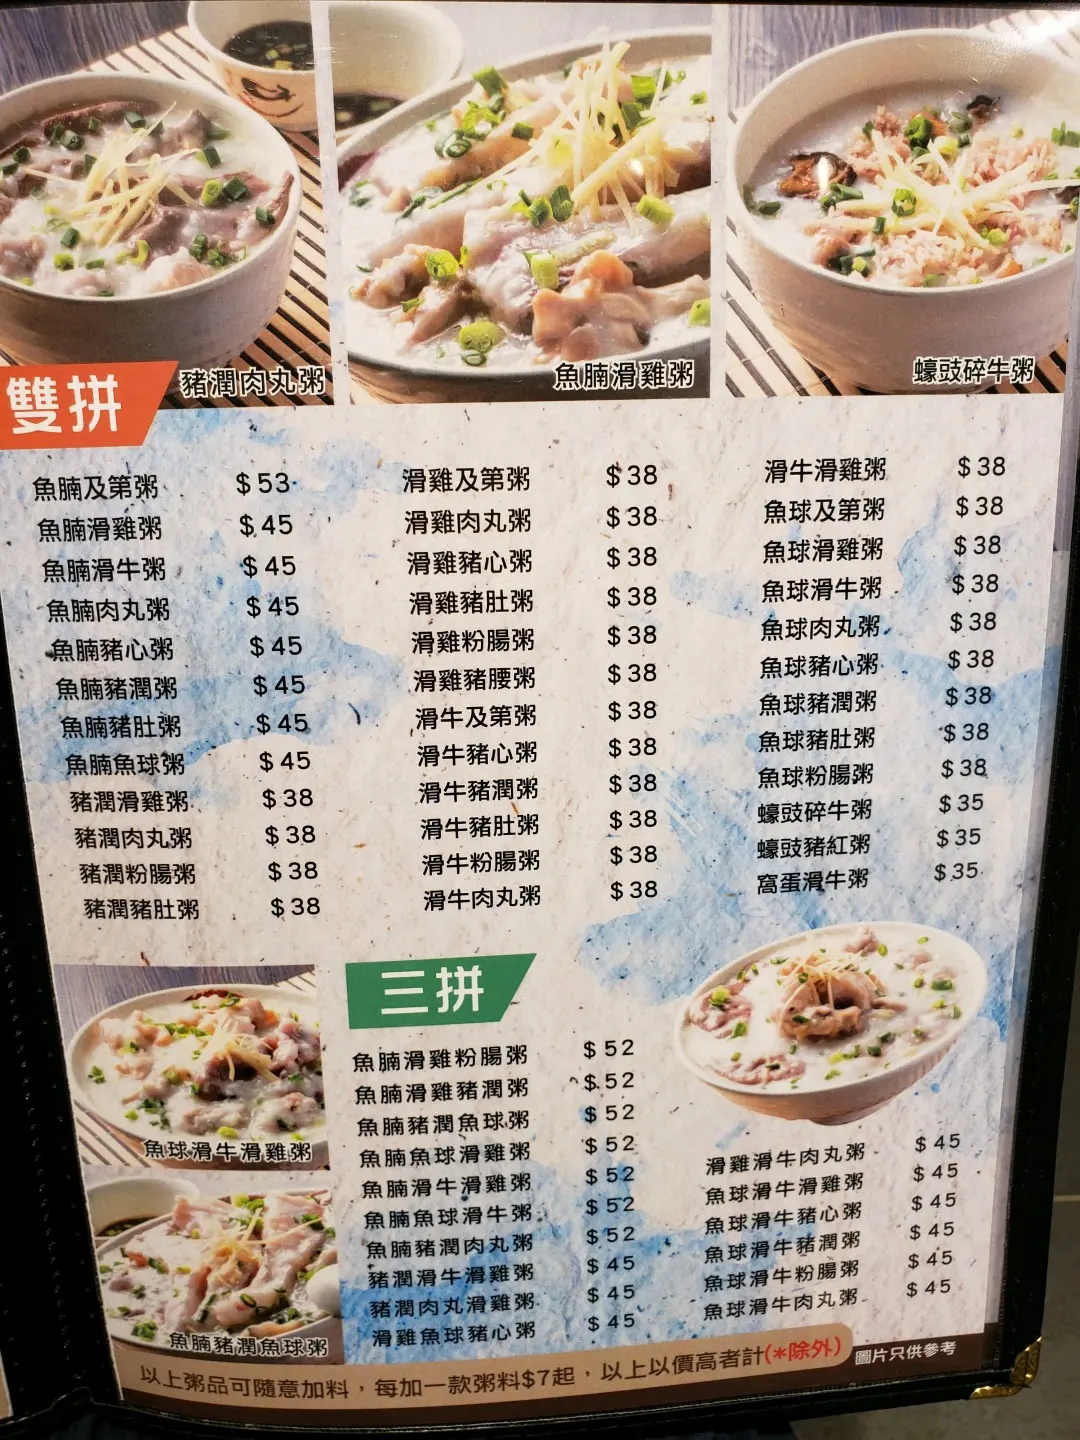 豬潤肉丸粥
魚腩滑雞粥
蠔豉碎牛粥
雙拼
魚腩及第粥 $53
魚腩滑雞粥 $45
魚腩滑牛粥 $45
魚腩肉丸粥 $45
魚腩豬心粥 $45
魚腩豬潤粥 $45
魚腩豬肚粥 $45
魚腩魚球粥 $45
豬潤滑雞粥 $38
豬潤肉丸粥 $38
豬潤粉腸粥 $38
豬潤豬肚粥 $38
滑雞及第粥 $38
滑雞肉丸粥 $38
滑雞豬心粥 $38
滑雞豬肚粥 $38
滑雞粉腸粥 $38
滑雞豬腰粥 $38
滑牛及第粥 $38
滑牛豬心粥 $38
滑牛豬潤粥 $38
滑牛豬肚粥 $38
滑牛粉腸粥 $38
滑牛肉丸粥 $38
滑牛滑雞粥 $38
魚球及第粥 $38
魚球滑雞粥 $38
魚球滑牛粥 $38
魚球肉丸粥 $38
魚球豬心粥 $38
魚球豬潤粥 $38
魚球豬肚粥 $38
魚球粉腸粥 $38
蠔豉碎牛粥 $35
蠔豉豬紅粥 $35
窩蛋滑牛粥 $35
三拼
魚腩滑雞粉腸粥 $52
魚腩滑雞豬潤粥 $52
魚腩豬潤魚球粥 $52
魚腩魚球滑雞粥 $52
魚腩滑牛滑雞粥 $52
魚腩魚球滑牛粥 $52
魚腩豬潤肉丸粥 $52
豬潤滑牛滑雞粥 $45
豬潤肉丸滑雞粥 $45
滑雞魚球豬心粥 $45
滑雞滑牛肉丸粥 $45
魚球滑牛滑雞粥 $45
魚球滑牛豬心粥 $45
魚球滑牛豬潤粥 $45
魚球滑牛粉腸粥 $45
魚球滑牛肉丸粥 $45
魚球滑牛滑雞粥
魚腩豬潤魚球粥
以上粥品可隨意加料，每加一款粥料$7起，以上以價高者計(*除外)
圖片只供參考